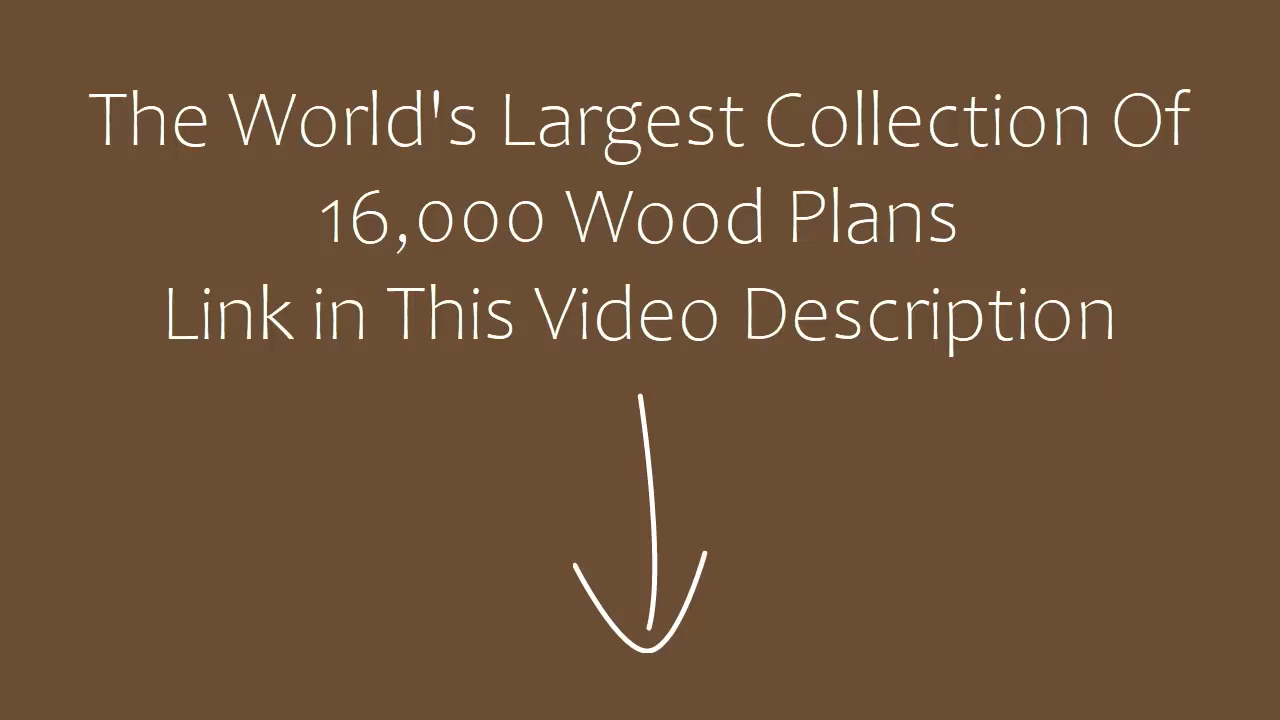 The World's Largest Collection Of
16,000 Wood Plans
Link in This Video Description